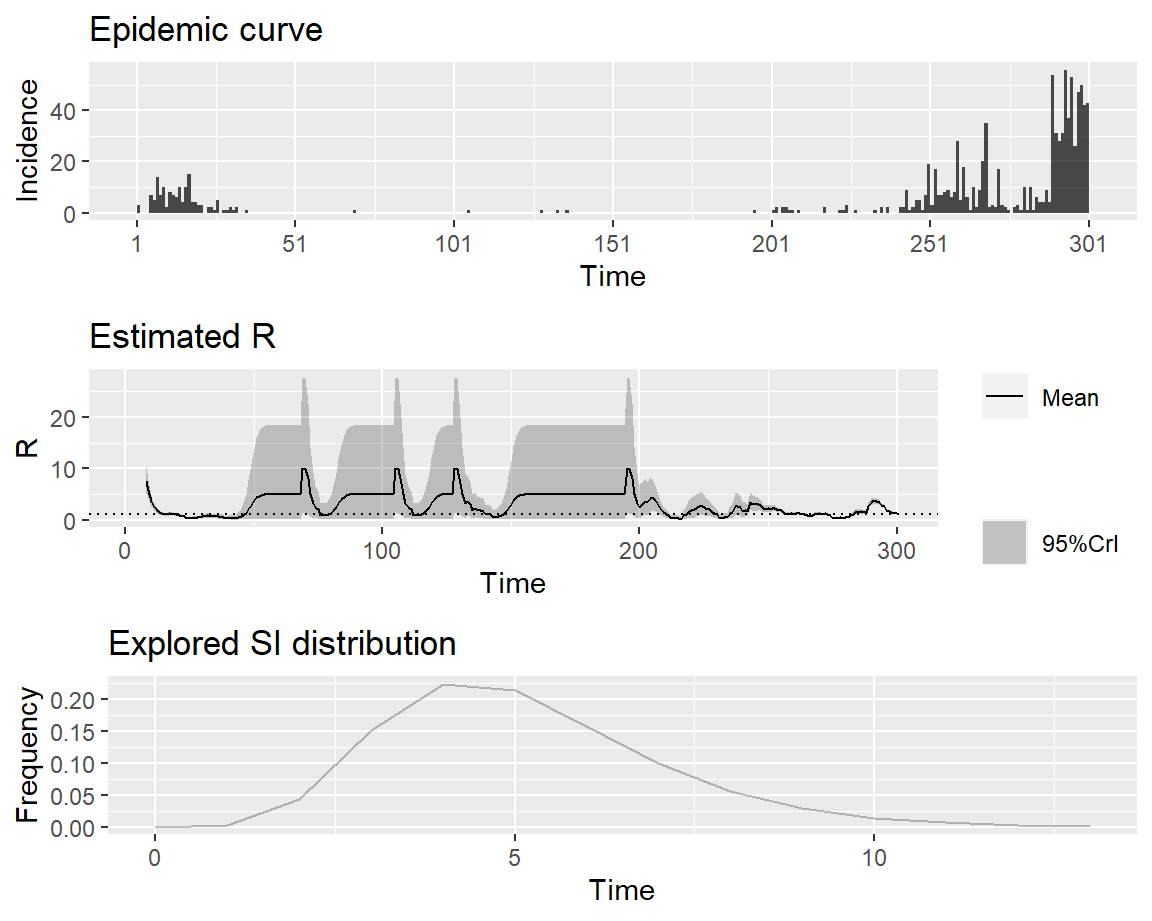 Epidemic curve
Incidence
40
20
0
1 51 101 151 201 251 301
Time
Estimated R
R
20
10
0
0 100 200 300
Time
Mean
95%CrI
Explored SI distribution
Frequency
0.20
0.15
0.10
0.05
0.00
0 5 10
Time